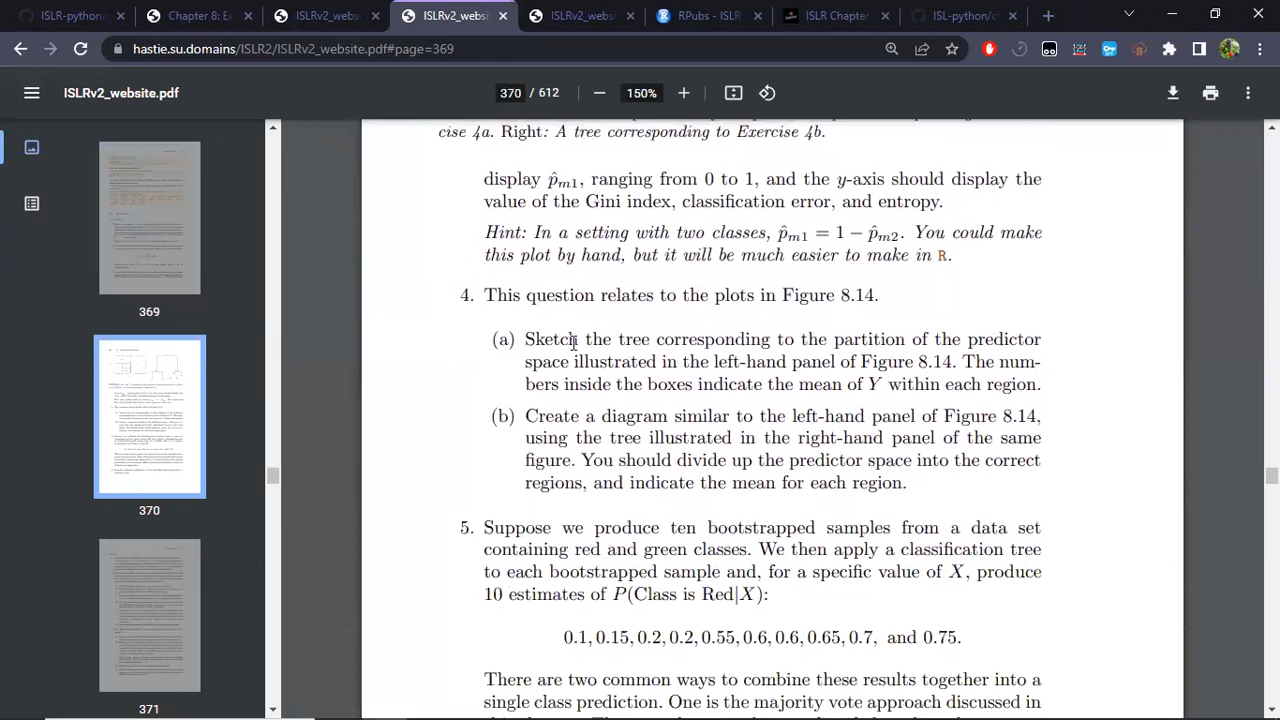 ISLR-python/
Chapter 8: Ex
ISLRv2_websi
ISLRv2_websi
ISLRv2_webs
RPubs - ISLR
ISLR Chapter
ISL-python/c
hastie.su.domains/ISLR2/ISLRv2_website.pdf#page=369
ISLRv2_website.pdf
370 / 612
150%
cise 4a. Right: A tree corresponding to Exercise 4b.
display p̂m1, ranging from 0 to 1, and the y-axis should display the
value of the Gini index, classification error, and entropy.
Hint: In a setting with two classes, p̂m1 = 1 − p̂m2. You could make
this plot by hand, but it will be much easier to make in R.
4. This question relates to the plots in Figure 8.14.
(a) Sketch the tree corresponding to the partition of the predictor
space illustrated in the left-hand panel of Figure 8.14. The num-
bers inside the boxes indicate the mean of Y within each region.
(b) Create a diagram similar to the left-hand panel of Figure 8.14,
using the tree illustrated in the right-hand panel of the same
figure. You should divide up the predictor space into the correct
regions, and indicate the mean for each region.
5. Suppose we produce ten bootstrapped samples from a data set
containing red and green classes. We then apply a classification tree
to each bootstrapped sample and, for a specific value of X, produce
10 estimates of P(Class is Red|X):
0.1, 0.15, 0.2, 0.2, 0.55, 0.6, 0.6, 0.65, 0.7, and 0.75.
There are two common ways to combine these results together into a
single class prediction. One is the majority vote approach discussed in
369
370
371